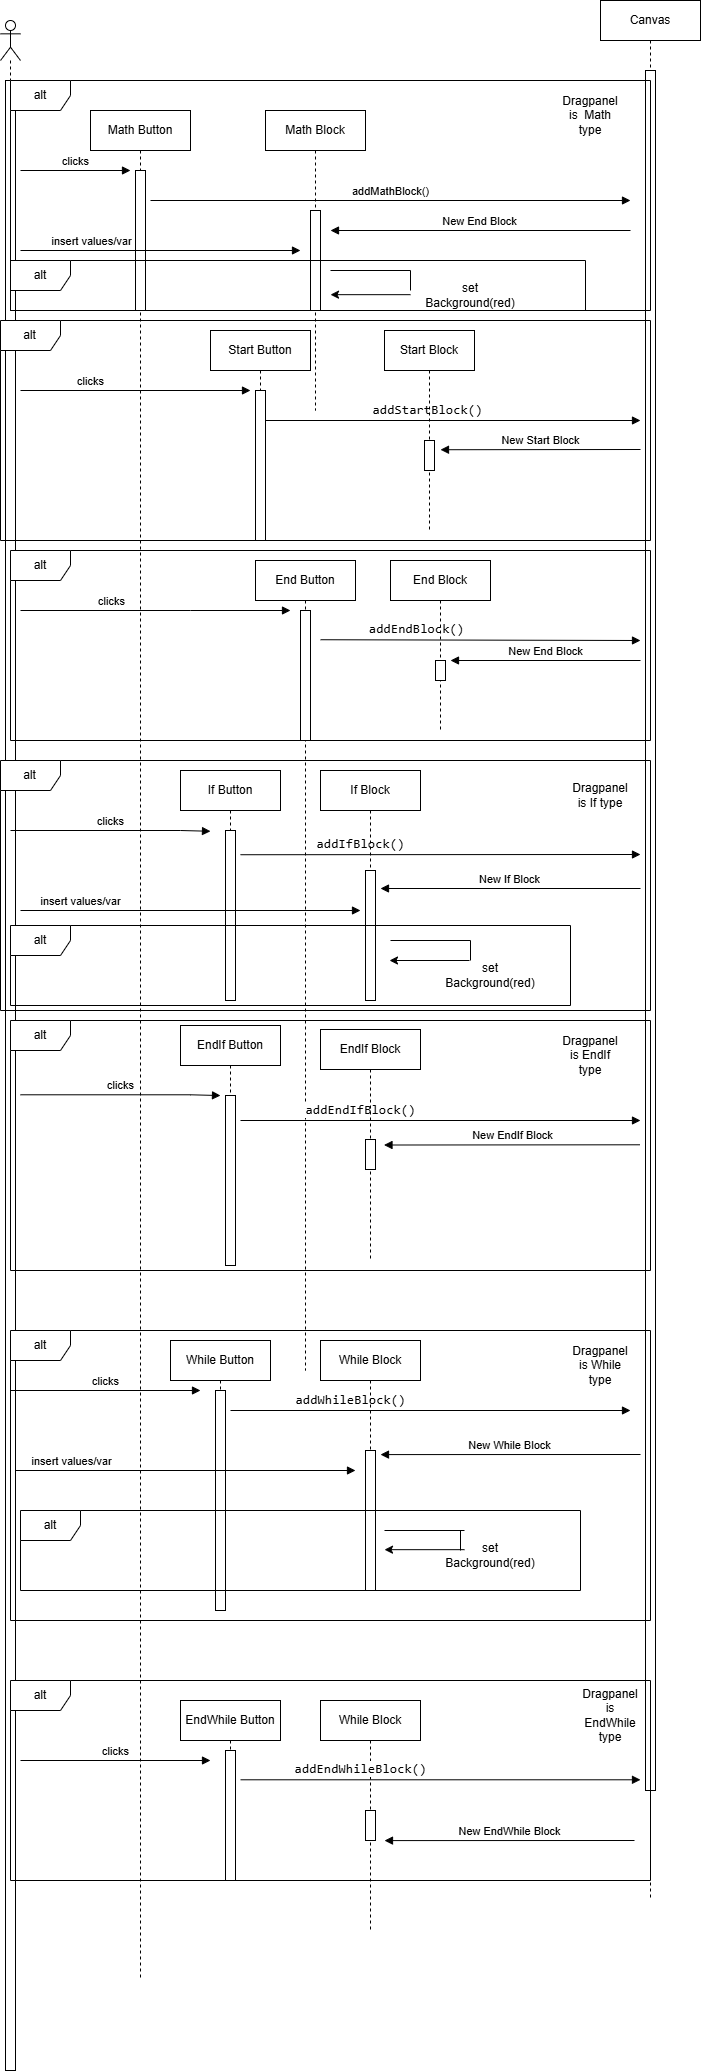 Canvas
alt
Dragpanel
is Math
type
Math Button
Math Block
clicks
addMathBlock()
New End Block
insert values/var
alt
set
Background(red)
alt
Start Button
Start Block
clicks
addStartBlock()
New Start Block
alt
End Button
End Block
clicks
addEndBlock()
New End Block
alt
If Button
If Block
Dragpanel
is If type
clicks
addIfBlock()
New If Block
insert values/var
alt
set
Background(red)
alt
EndIf Button
EndIf Block
Dragpanel
is EndIf
type
clicks
addEndIfBlock()
New EndIf Block
alt
While Button
While Block
Dragpanel
is While
type
clicks
addWhileBlock()
New While Block
insert values/var
alt
set
Background(red)
alt
Dragpanel
is
EndWhile
type
EndWhile Button
While Block
clicks
addEndWhileBlock()
New EndWhile Block